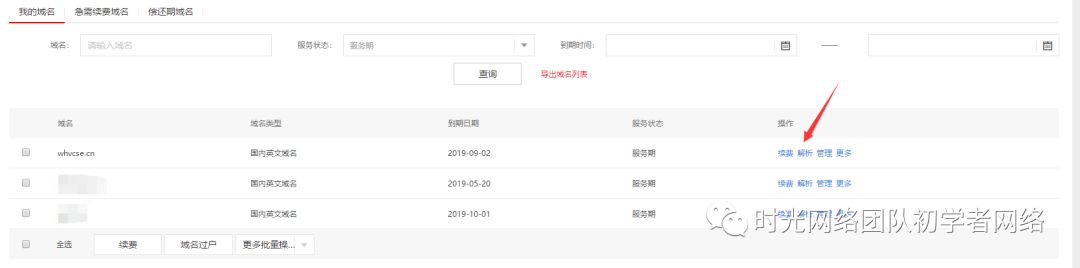 我的域名 急需续费域名 偿还期域名
域名: 请输入域名 服务状态: 服务期 到期时间: ——
查询 导出域名列表
域名 域名类型 到期日期 服务状态 操作
whvcse.cn 国内英文域名 2019-09-02 服务期 续费 解析 管理 更多
国内英文域名 2019-05-20 服务期 续费 解析 管理 更多
国内英文域名 2019-10-01 服务期 续费 解析 管理 更多
时光网络团队初学者网络
全选 续费 域名过户 更多批量操...